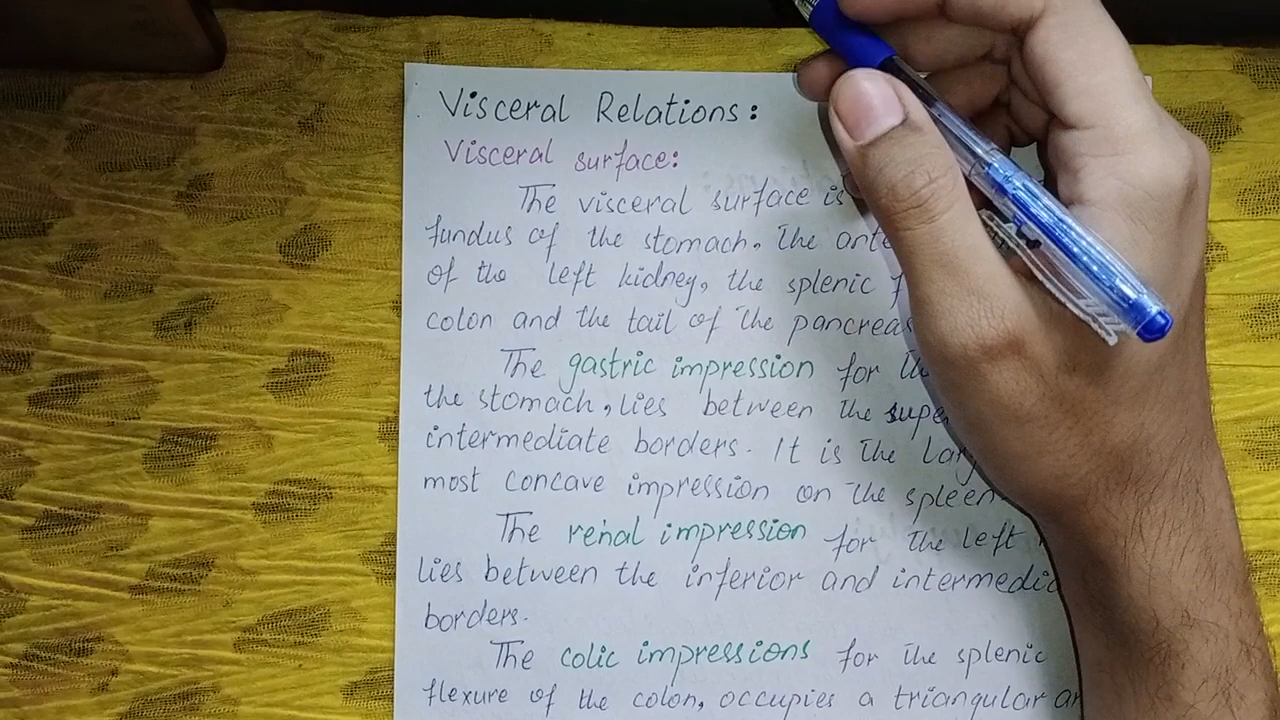 Visceral Relations:
Visceral surface:
The visceral surface is
fundus of the stomach. The
of the left kidney, the splenic
colon and the tail of the pancreas
The gastric impression for
the stomach, lies between the
intermediate borders. It is the
most concave impression on the spleen
The renal impression for the left
lies between the inferior and
borders.
The colic impressions for the splenic
flexure of the colon, occupies a triangular